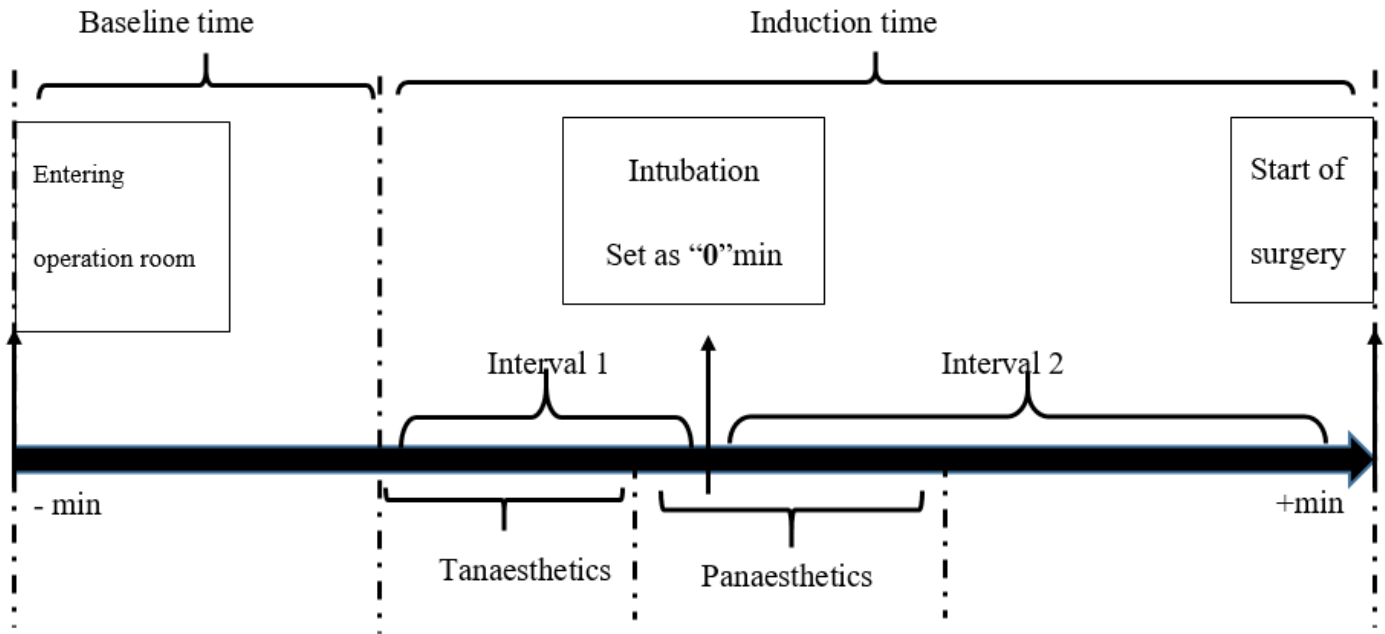 Baseline time
Induction time
Entering
operation room
Intubation
Set as “0”min
Start of
surgery
Interval 1
Interval 2
- min
+min
Tanaesthetics
Panaesthetics